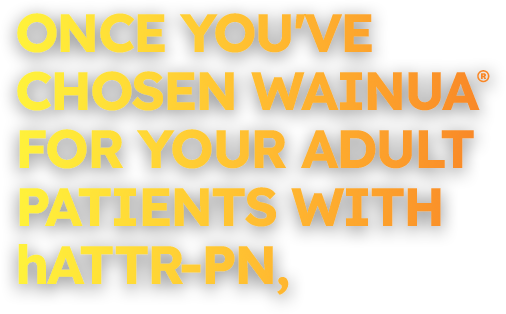 ONCE YOU'VE
CHOSEN WAINUA®
FOR YOUR ADULT
PATIENTS WITH
hATTR-PN,